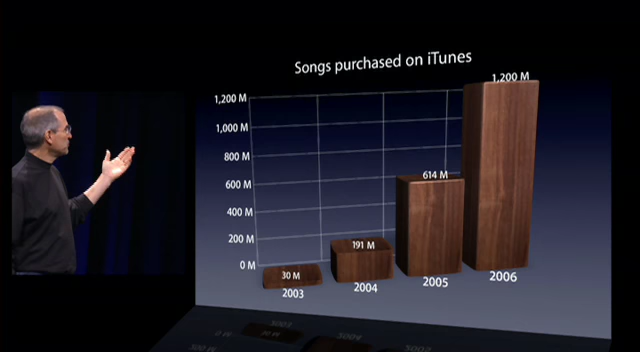 Songs purchased on iTunes
1,200 M
1,200 M
1,000 M
800 M
614 M
600 M
400 M
200 M
191 M
0 M
30 M
2003
2004
2005
2006